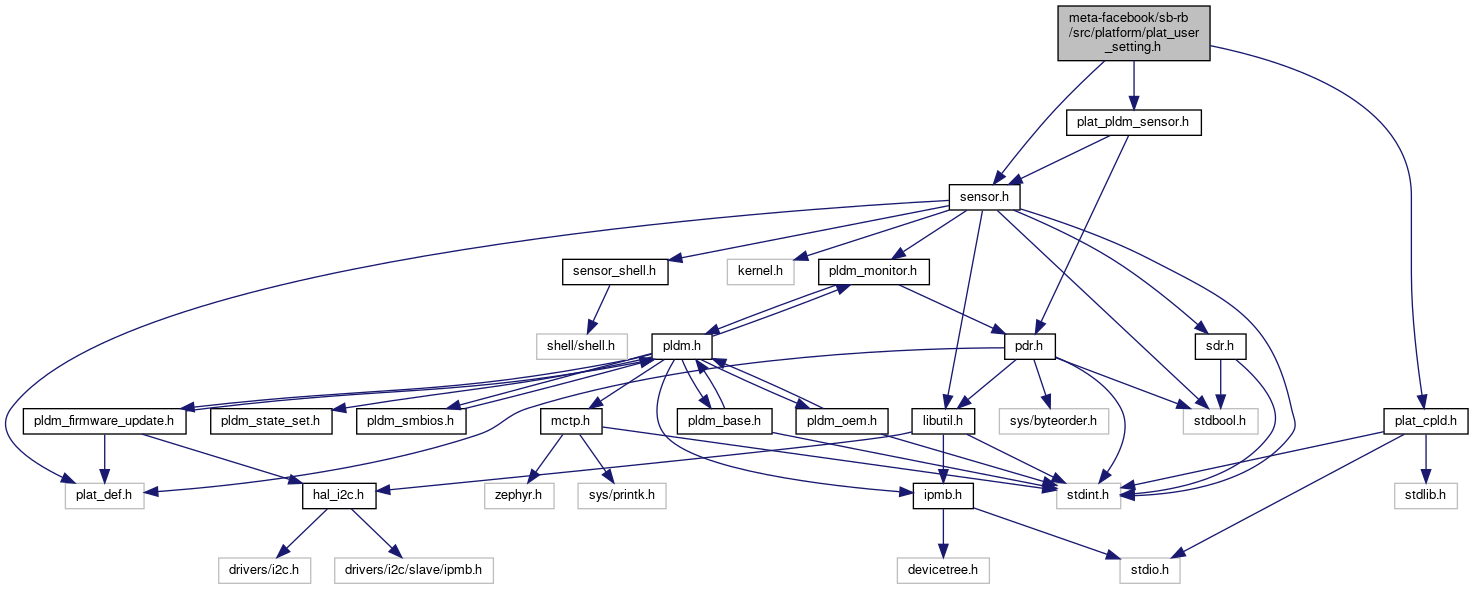 meta-facebook/sb-rb
/src/platform/plat_user
_setting.h
plat_pldm_sensor.h
sensor.h
sensor_shell.h
kernel.h
pldm_monitor.h
shell/shell.h
pldm.h
pdr.h
sdr.h
pldm_firmware_update.h
pldm_state_set.h
pldm_smbios.h
mctp.h
pldm_base.h
pldm_oem.h
libutil.h
sys/byteorder.h
stdbool.h
plat_cpld.h
plat_def.h
hal_i2c.h
zephyr.h
sys/printk.h
ipmb.h
stdint.h
stdlib.h
drivers/i2c.h
drivers/i2c/slave/ipmb.h
devicetree.h
stdio.h